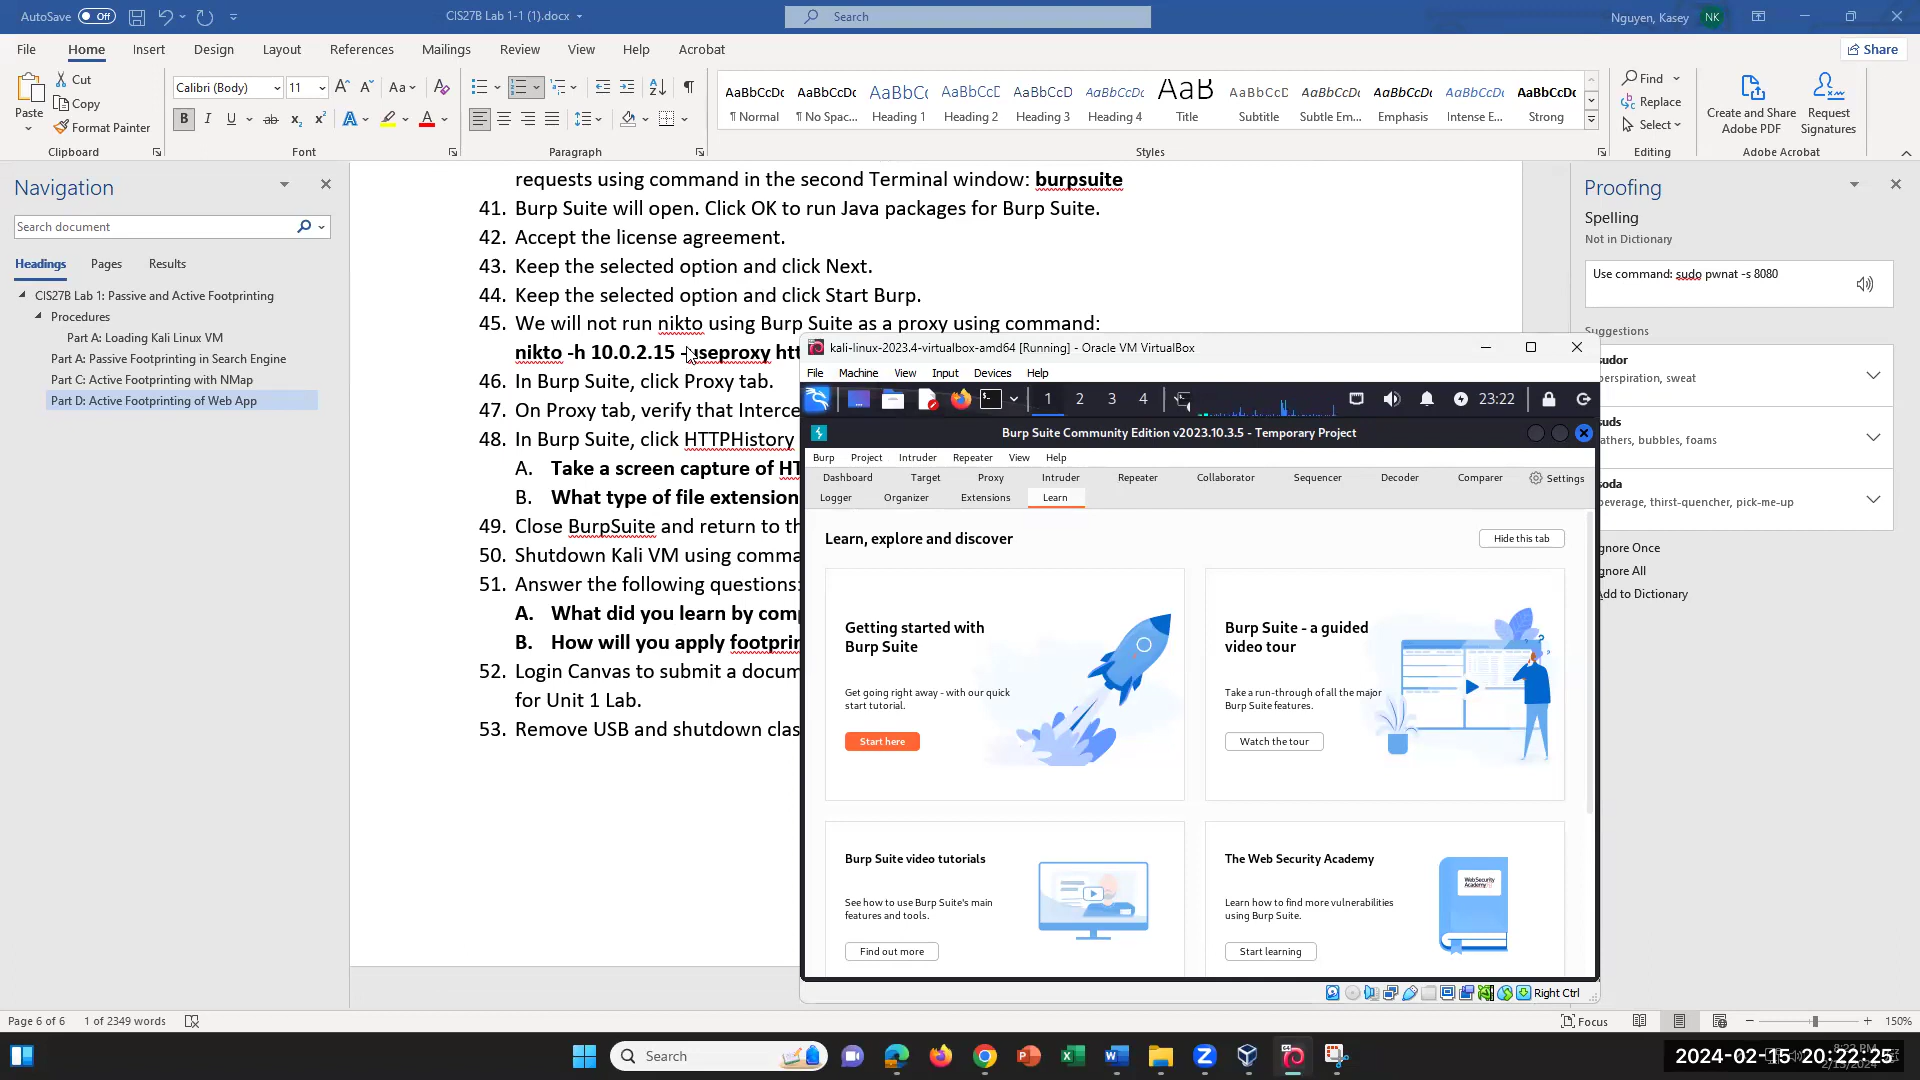 AutoSave Off
CIS27B Lab 1-1 (1).docx
Search
Nguyen, Kasey NK
File Home Insert Design Layout References Mailings Review View Help Acrobat
Share
Paste
Cut
Copy
Format Painter
Clipboard
Calibri (Body) 11
Font
Paragraph
AaBbCcDc ¶ Normal
AaBbCcDc ¶ No Spac...
AaBbCc Heading 1
AaBbCcD Heading 2
AaBbCcDc Heading 3
AaBbCcDc Heading 4
AaB Title
AaBbCcD Subtitle
AaBbCcDc Subtle Em...
AaBbCcDc Emphasis
AaBbCcDc Intense E...
AaBbCcDc Strong
Styles
Find
Replace
Select
Editing
Create and Share Adobe PDF
Request Signatures
Adobe Acrobat
Navigation
Search document
Headings Pages Results
CIS27B Lab 1: Passive and Active Footprinting
Procedures
Part A: Loading Kali Linux VM
Part A: Passive Footprinting in Search Engine
Part C: Active Footprinting with NMap
Part D: Active Footprinting of Web App
requests using command in the second Terminal window: burpsuite
41. Burp Suite will open. Click OK to run Java packages for Burp Suite.
42. Accept the license agreement.
43. Keep the selected option and click Next.
44. Keep the selected option and click Start Burp.
45. We will not run nikto using Burp Suite as a proxy using command:
nikto -h 10.0.2.15 -useproxy htt
46. In Burp Suite, click Proxy tab.
47. On Proxy tab, verify that Interce
48. In Burp Suite, click HTTPHistory
A. Take a screen capture of HT
B. What type of file extension
49. Close BurpSuite and return to th
50. Shutdown Kali VM using comma
51. Answer the following questions:
A. What did you learn by comp
B. How will you apply footprin
52. Login Canvas to submit a docum
for Unit 1 Lab.
53. Remove USB and shutdown clas
kali-linux-2023.4-virtualbox-amd64 [Running] - Oracle VM VirtualBox
File Machine View Input Devices Help
1 2 3 4
23:22
Burp Suite Community Edition v2023.10.3.5 - Temporary Project
Burp Project Intruder Repeater View Help
Dashboard Target Proxy Intruder Repeater Collaborator Sequencer Decoder Comparer Settings
Logger Organizer Extensions Learn
Learn, explore and discover
Hide this tab
Getting started with
Burp Suite
Get going right away - with our quick
start tutorial.
Start here
Burp Suite - a guided
video tour
Take a run-through of all the major
Burp Suite features.
Watch the tour
Burp Suite video tutorials
See how to use Burp Suite's main
features and tools.
Find out more
The Web Security Academy
Learn how to find more vulnerabilities
using Burp Suite.
Start learning
Right Ctrl
Proofing
Spelling
Not in Dictionary
Use command: sudo pwnat -s 8080
Suggestions
sudor
perspiration, sweat
suds
lathers, bubbles, foams
soda
beverage, thirst-quencher, pick-me-up
Ignore Once
Ignore All
Add to Dictionary
Page 6 of 6
1 of 2349 words
Focus
150%
Search
2024-02-15 20:22:25